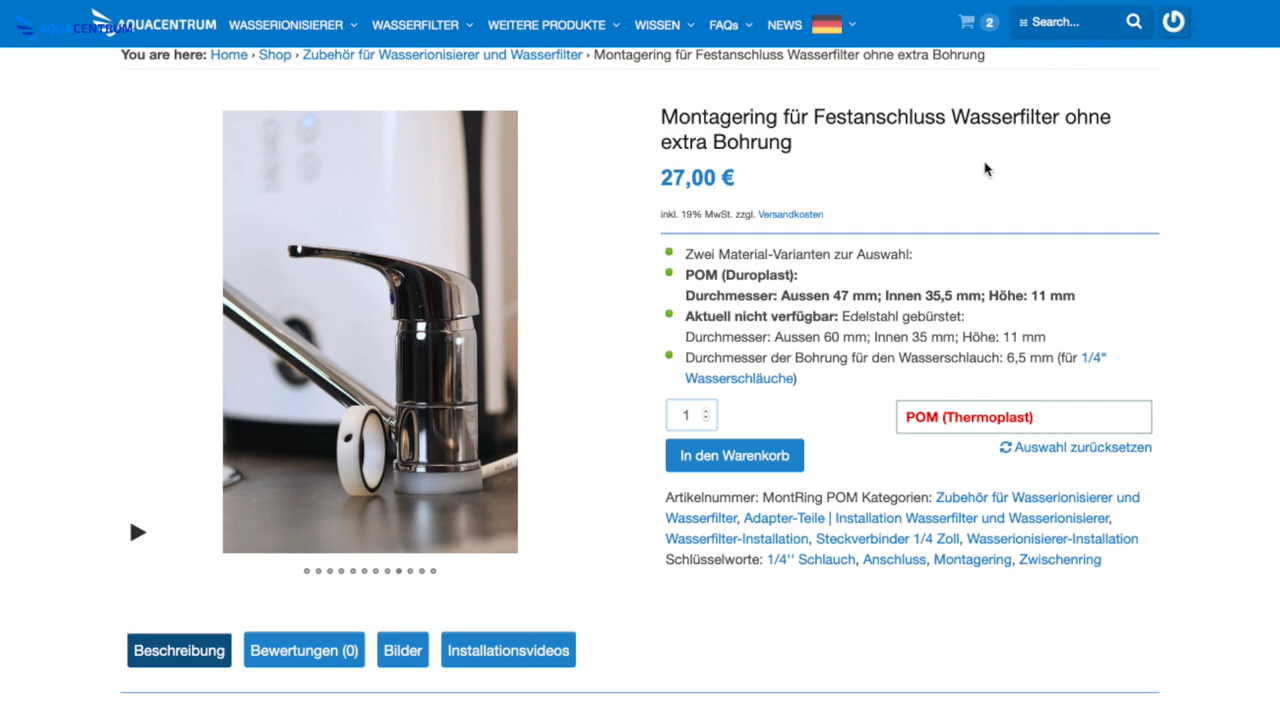 AQUACENTRUM
AQUACENTRUM WASSERIONISIERER WASSERFILTER WEITERE PRODUKTE WISSEN FAQs NEWS 2 Search...
You are here: Home › Shop › Zubehör für Wasserionisierer und Wasserfilter › Montagering für Festanschluss Wasserfilter ohne extra Bohrung
Montagering für Festanschluss Wasserfilter ohne
extra Bohrung
27,00 €
inkl. 19% MwSt. zzgl. Versandkosten
Zwei Material-Varianten zur Auswahl:
POM (Duroplast):
Durchmesser: Aussen 47 mm; Innen 35,5 mm; Höhe: 11 mm
Aktuell nicht verfügbar: Edelstahl gebürstet:
Durchmesser: Aussen 60 mm; Innen 35 mm; Höhe: 11 mm
Durchmesser der Bohrung für den Wasserschlauch: 6,5 mm (für 1/4“
Wasserschläuche)
1
POM (Thermoplast)
Auswahl zurücksetzen
In den Warenkorb
Artikelnummer: MontRing POM Kategorien: Zubehör für Wasserionisierer und
Wasserfilter, Adapter-Teile | Installation Wasserfilter und Wasserionisierer,
Wasserfilter-Installation, Steckverbinder 1/4 Zoll, Wasserionisierer-Installation
Schlüsselworte: 1/4'' Schlauch, Anschluss, Montagering, Zwischenring
Beschreibung Bewertungen (0) Bilder Installationsvideos